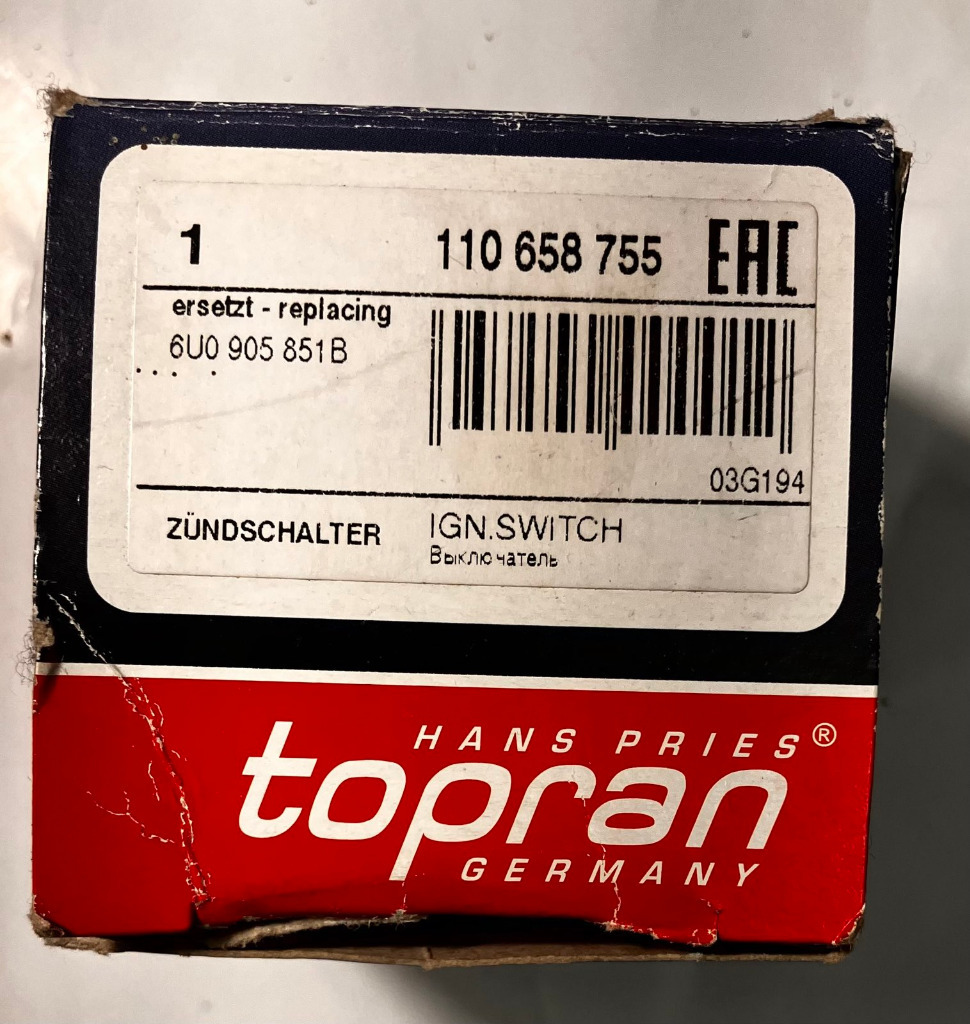 1 110 658 755 EAC
ersetzt - replacing
6U0 905 851B
03G194
ZÜNDSCHALTER IGN.SWITCH
Выключатель
HANS PRIES®
topran
GERMANY